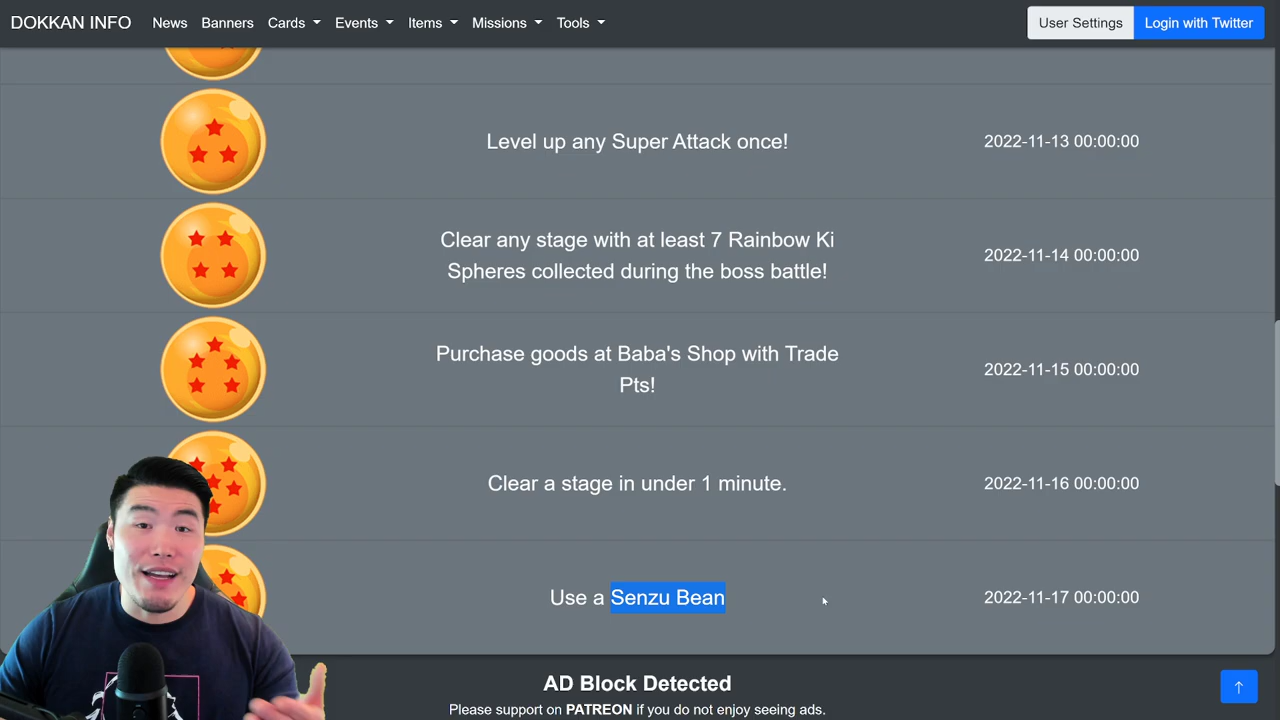 DOKKAN INFO News Banners Cards Events Items Missions Tools User Settings Login with Twitter
Level up any Super Attack once! 2022-11-13 00:00:00
Clear any stage with at least 7 Rainbow Ki
Spheres collected during the boss battle! 2022-11-14 00:00:00
Purchase goods at Baba's Shop with Trade
Pts! 2022-11-15 00:00:00
Clear a stage in under 1 minute. 2022-11-16 00:00:00
Use a Senzu Bean 2022-11-17 00:00:00
AD Block Detected
Please support on PATREON if you do not enjoy seeing ads.